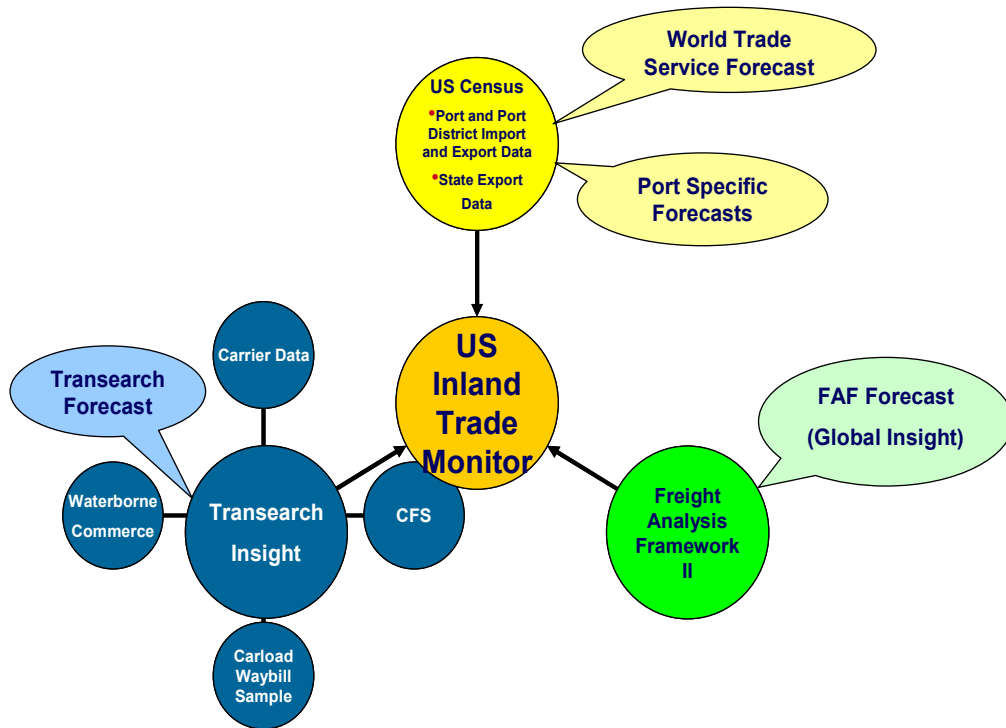 World Trade
Service Forecast
US Census
•Port and Port
District Import
and Export Data
•State Export
Data
Port Specific
Forecasts
Carrier Data
US
Inland
Trade
Monitor
Transearch
Forecast
FAF Forecast
(Global Insight)
Waterborne
Commerce
Transearch
Insight
CFS
Freight
Analysis
Framework
II
Carload
Waybill
Sample